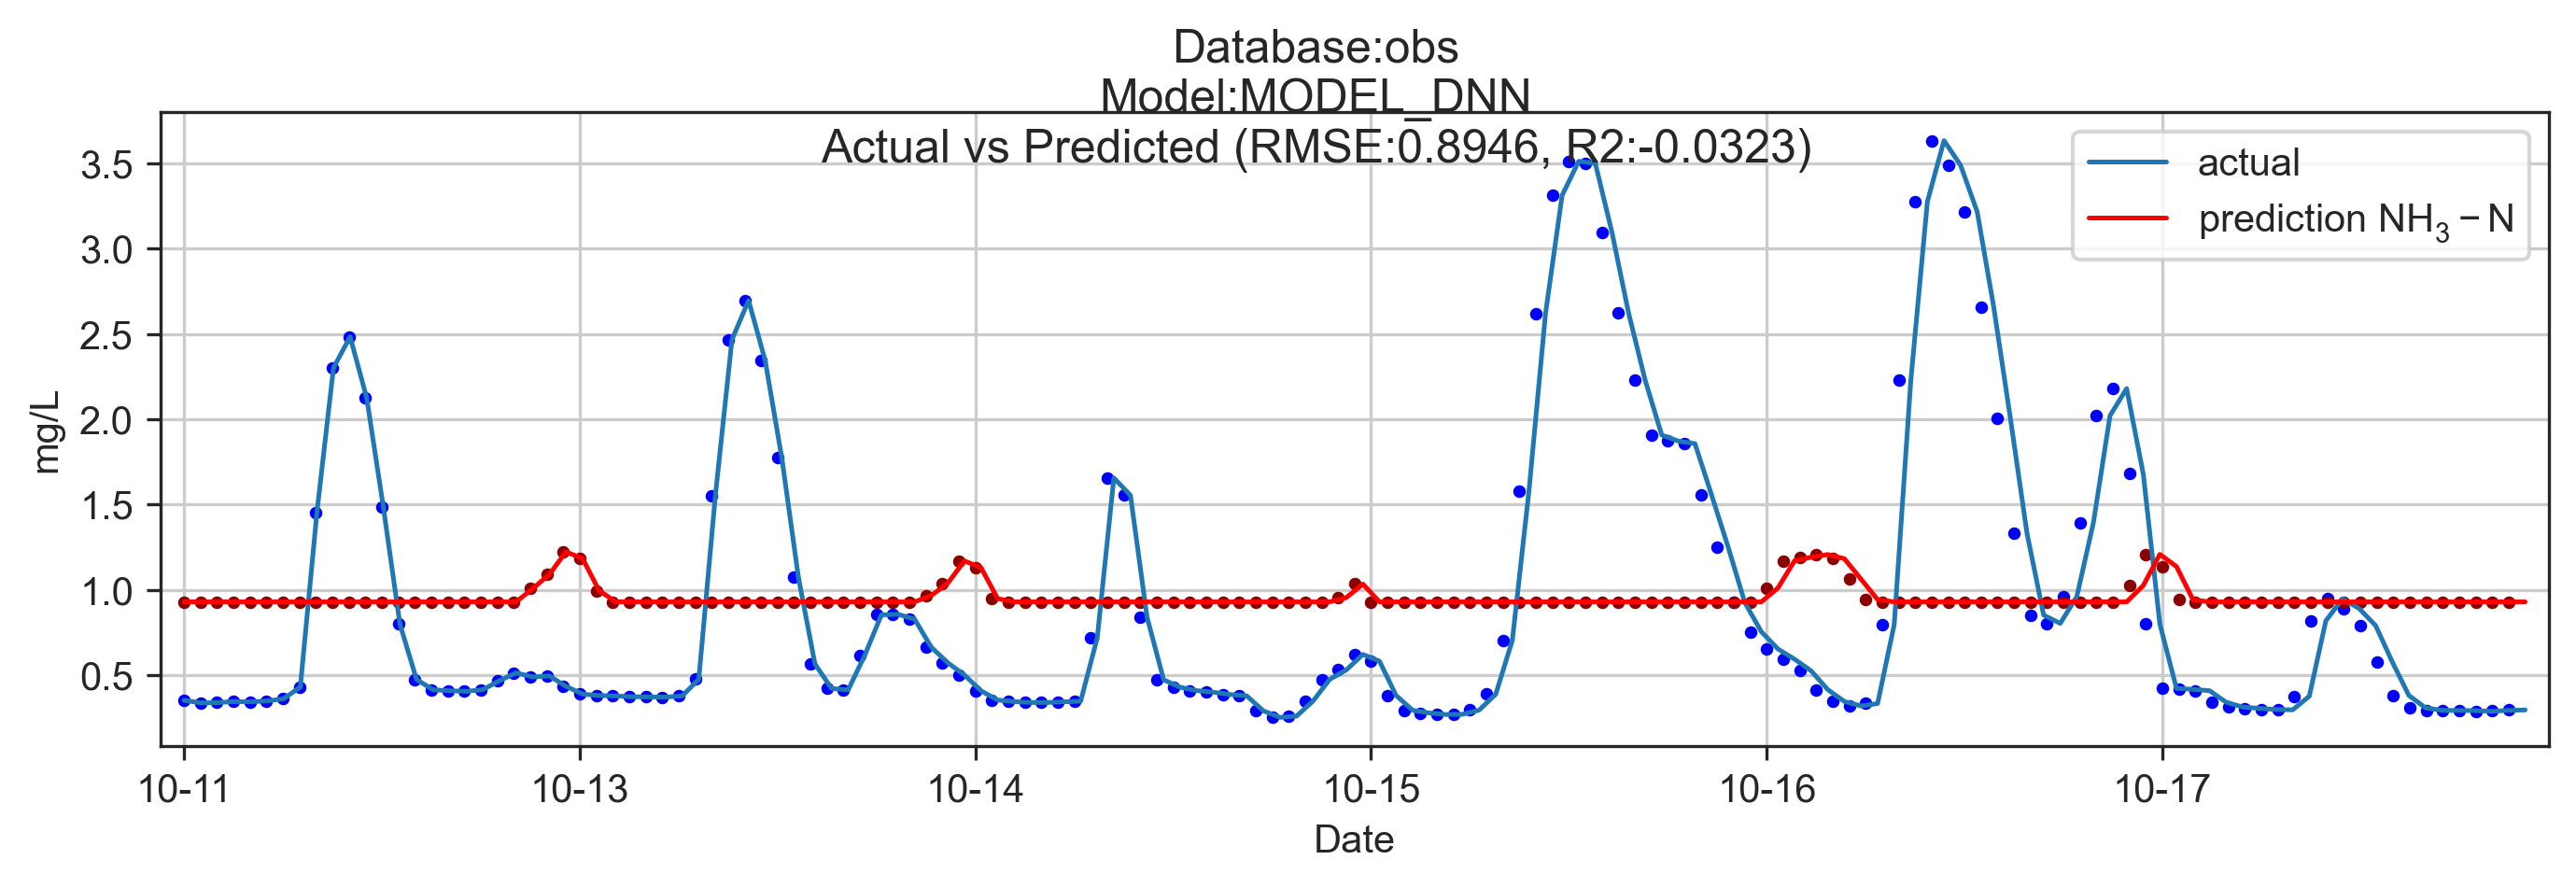 Database:obs
Model:MODEL_DNN
Actual vs Predicted (RMSE:0.8946, R2:-0.0323)
actual
prediction NH₃ − N
mg/L
3.5
3.0
2.5
2.0
1.5
1.0
0.5
10-11 10-13 10-14 10-15 10-16 10-17
Date